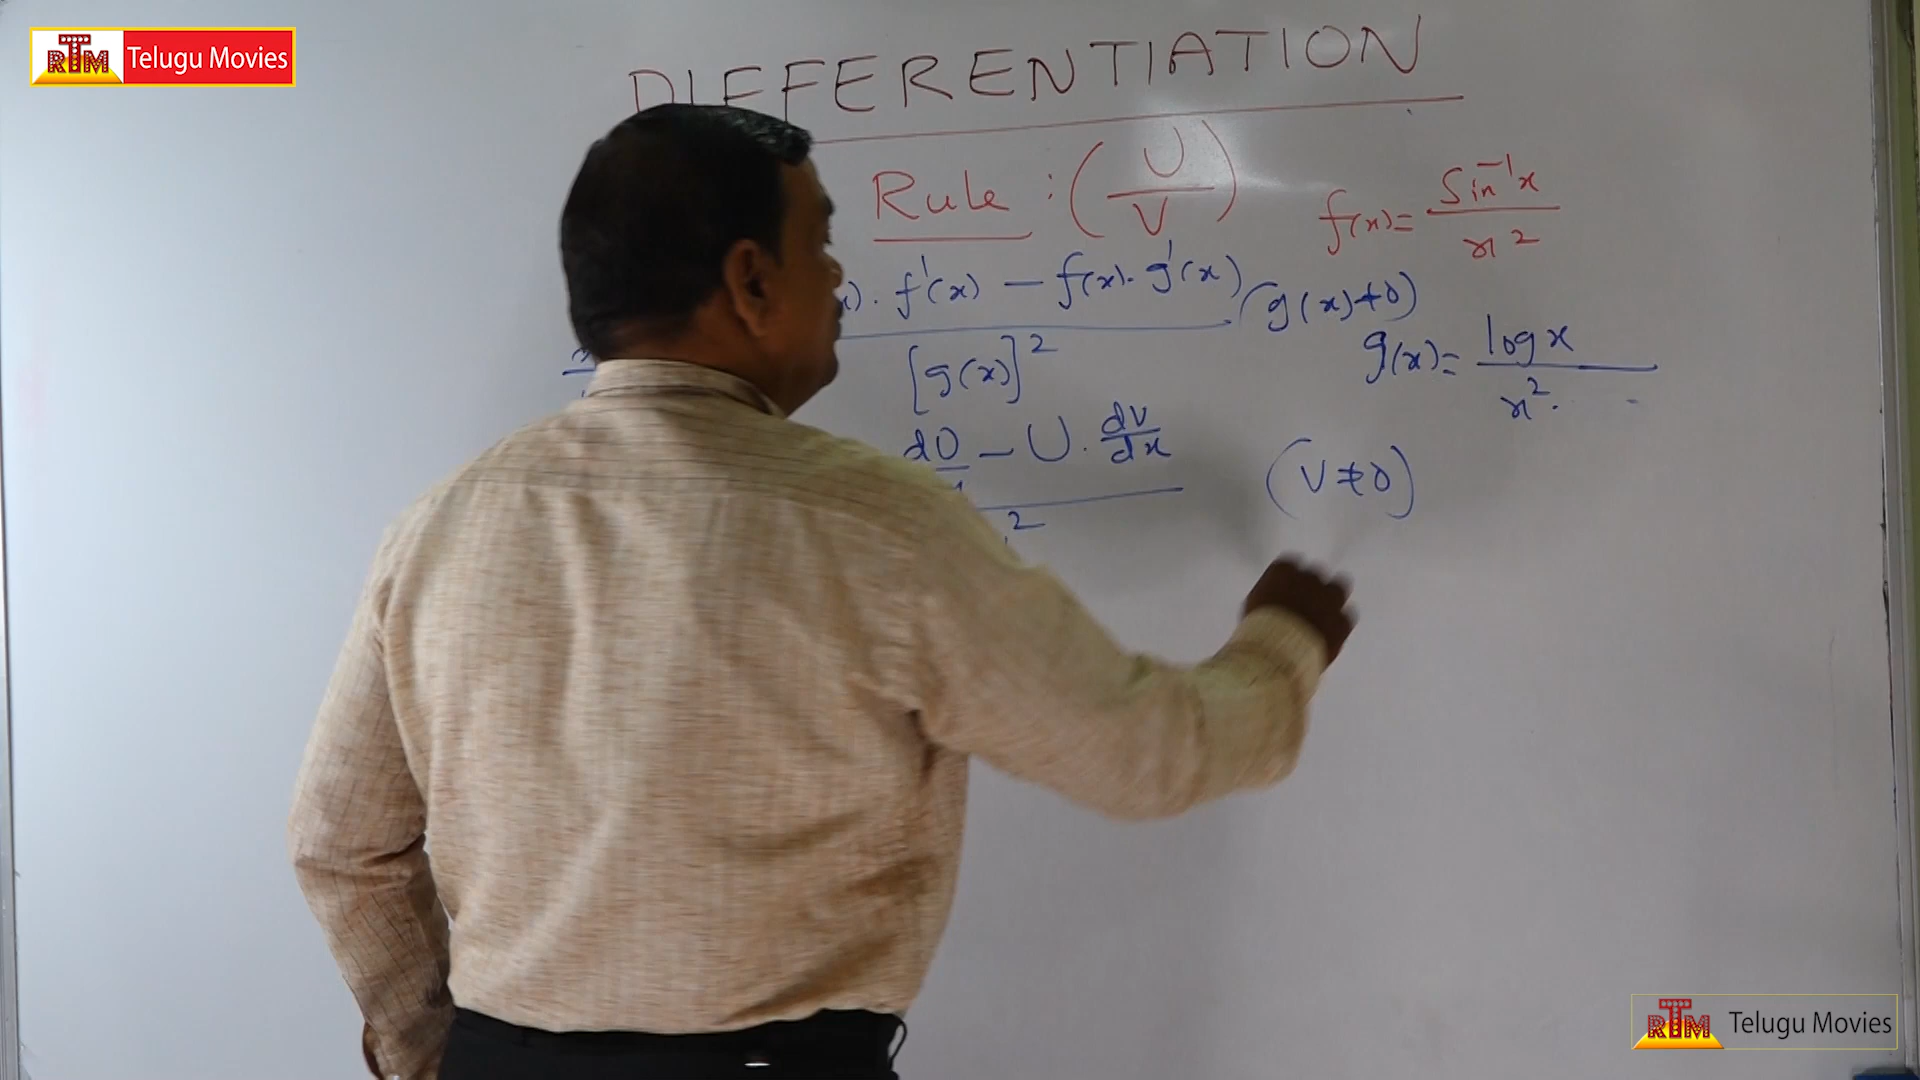 RTM Telugu Movies
DIFFERENTIATION
Rule : (U/V)
f(x) = Sin⁻¹x / x²
x) . f'(x) — f(x) . g'(x) / [g(x)]² (g(x) ≠ 0)
g(x) = log x / x² .
dU — U . dV/dx / ² (V ≠ 0)
RTM Telugu Movies